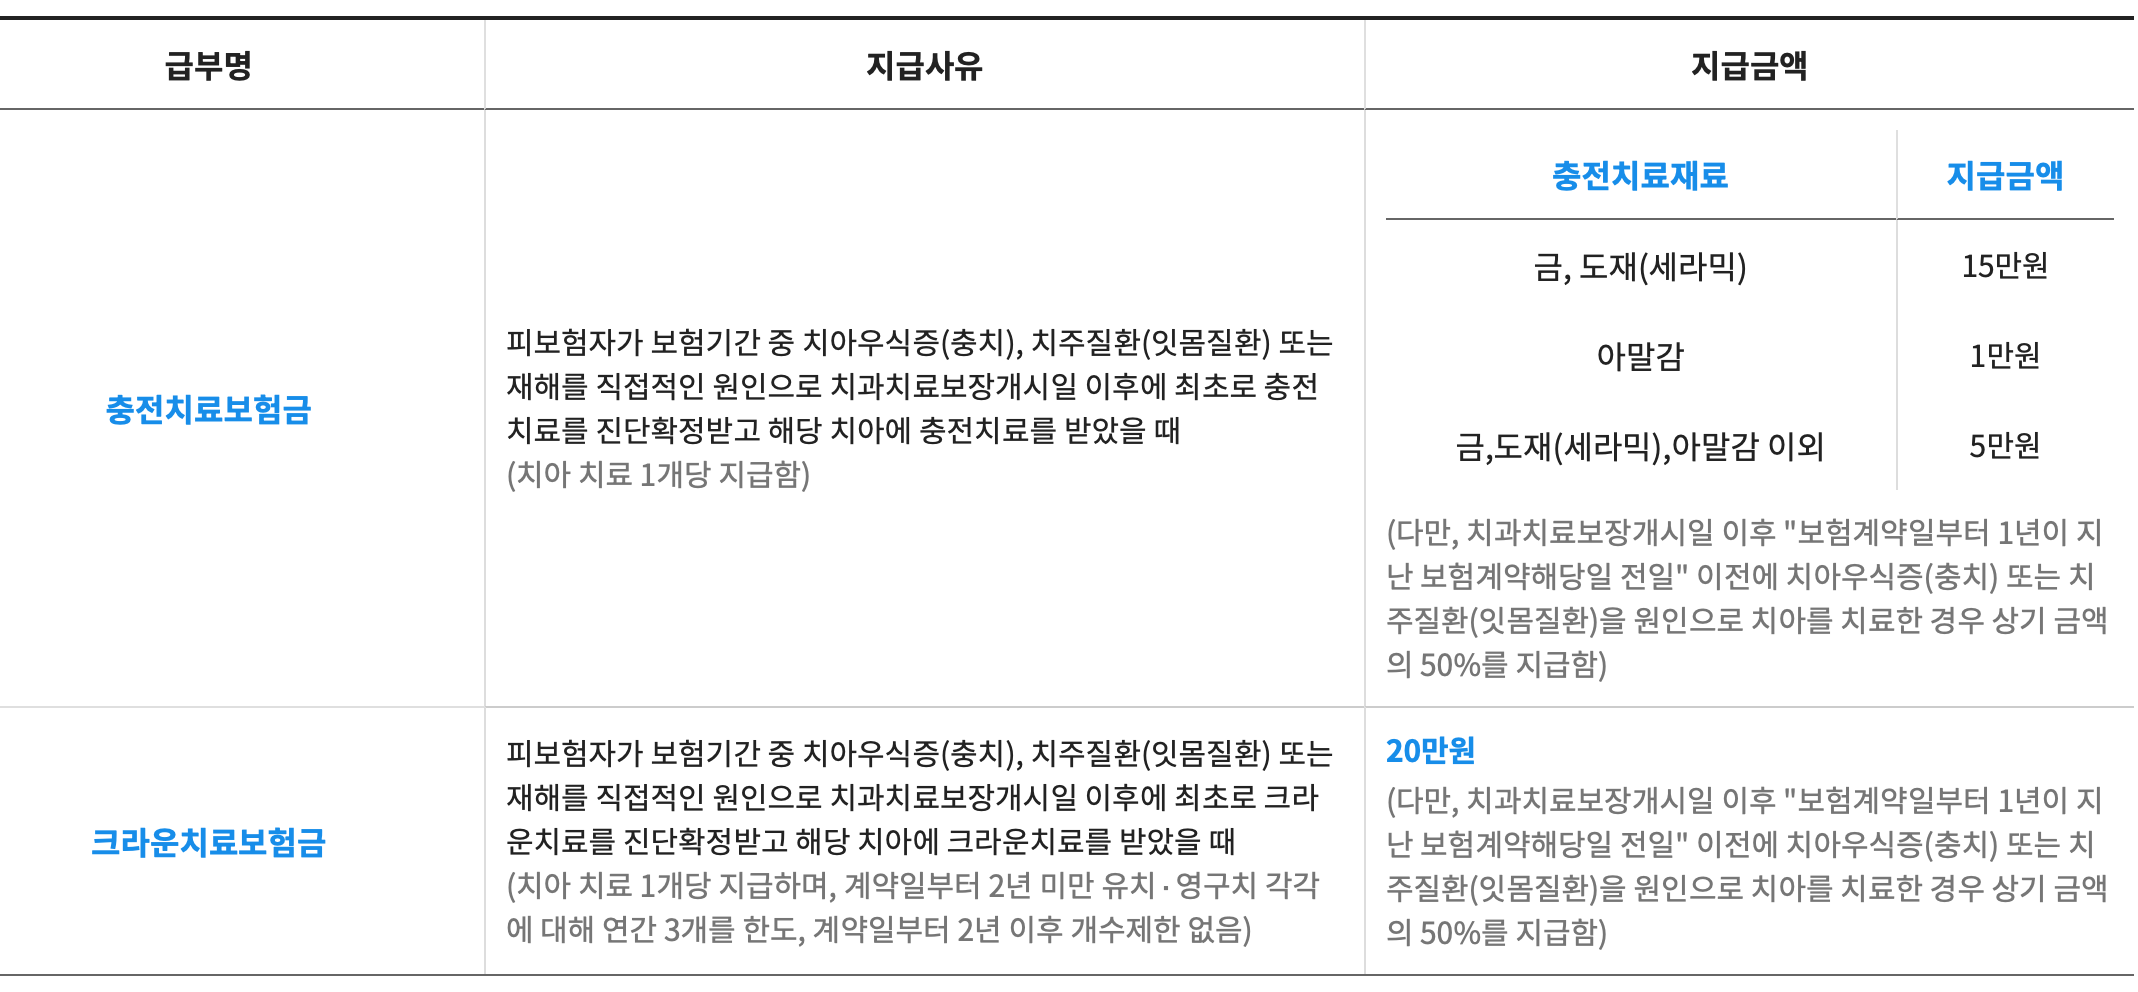 급부명
지급사유
지급금액
충전치료보험금
피보험자가 보험기간 중 치아우식증(충치), 치주질환(잇몸질환) 또는
재해를 직접적인 원인으로 치과치료보장개시일 이후에 최초로 충전
치료를 진단확정받고 해당 치아에 충전치료를 받았을 때
(치아 치료 1개당 지급함)
충전치료재료
지급금액
금, 도재(세라믹)
15만원
아말감
1만원
금,도재(세라믹),아말감 이외
5만원
(다만, 치과치료보장개시일 이후 "보험계약일부터 1년이 지
난 보험계약해당일 전일" 이전에 치아우식증(충치) 또는 치
주질환(잇몸질환)을 원인으로 치아를 치료한 경우 상기 금액
의 50%를 지급함)
크라운치료보험금
피보험자가 보험기간 중 치아우식증(충치), 치주질환(잇몸질환) 또는
재해를 직접적인 원인으로 치과치료보장개시일 이후에 최초로 크라
운치료를 진단확정받고 해당 치아에 크라운치료를 받았을 때
(치아 치료 1개당 지급하며, 계약일부터 2년 미만 유치·영구치 각각
에 대해 연간 3개를 한도, 계약일부터 2년 이후 개수제한 없음)
20만원
(다만, 치과치료보장개시일 이후 "보험계약일부터 1년이 지
난 보험계약해당일 전일" 이전에 치아우식증(충치) 또는 치
주질환(잇몸질환)을 원인으로 치아를 치료한 경우 상기 금액
의 50%를 지급함)